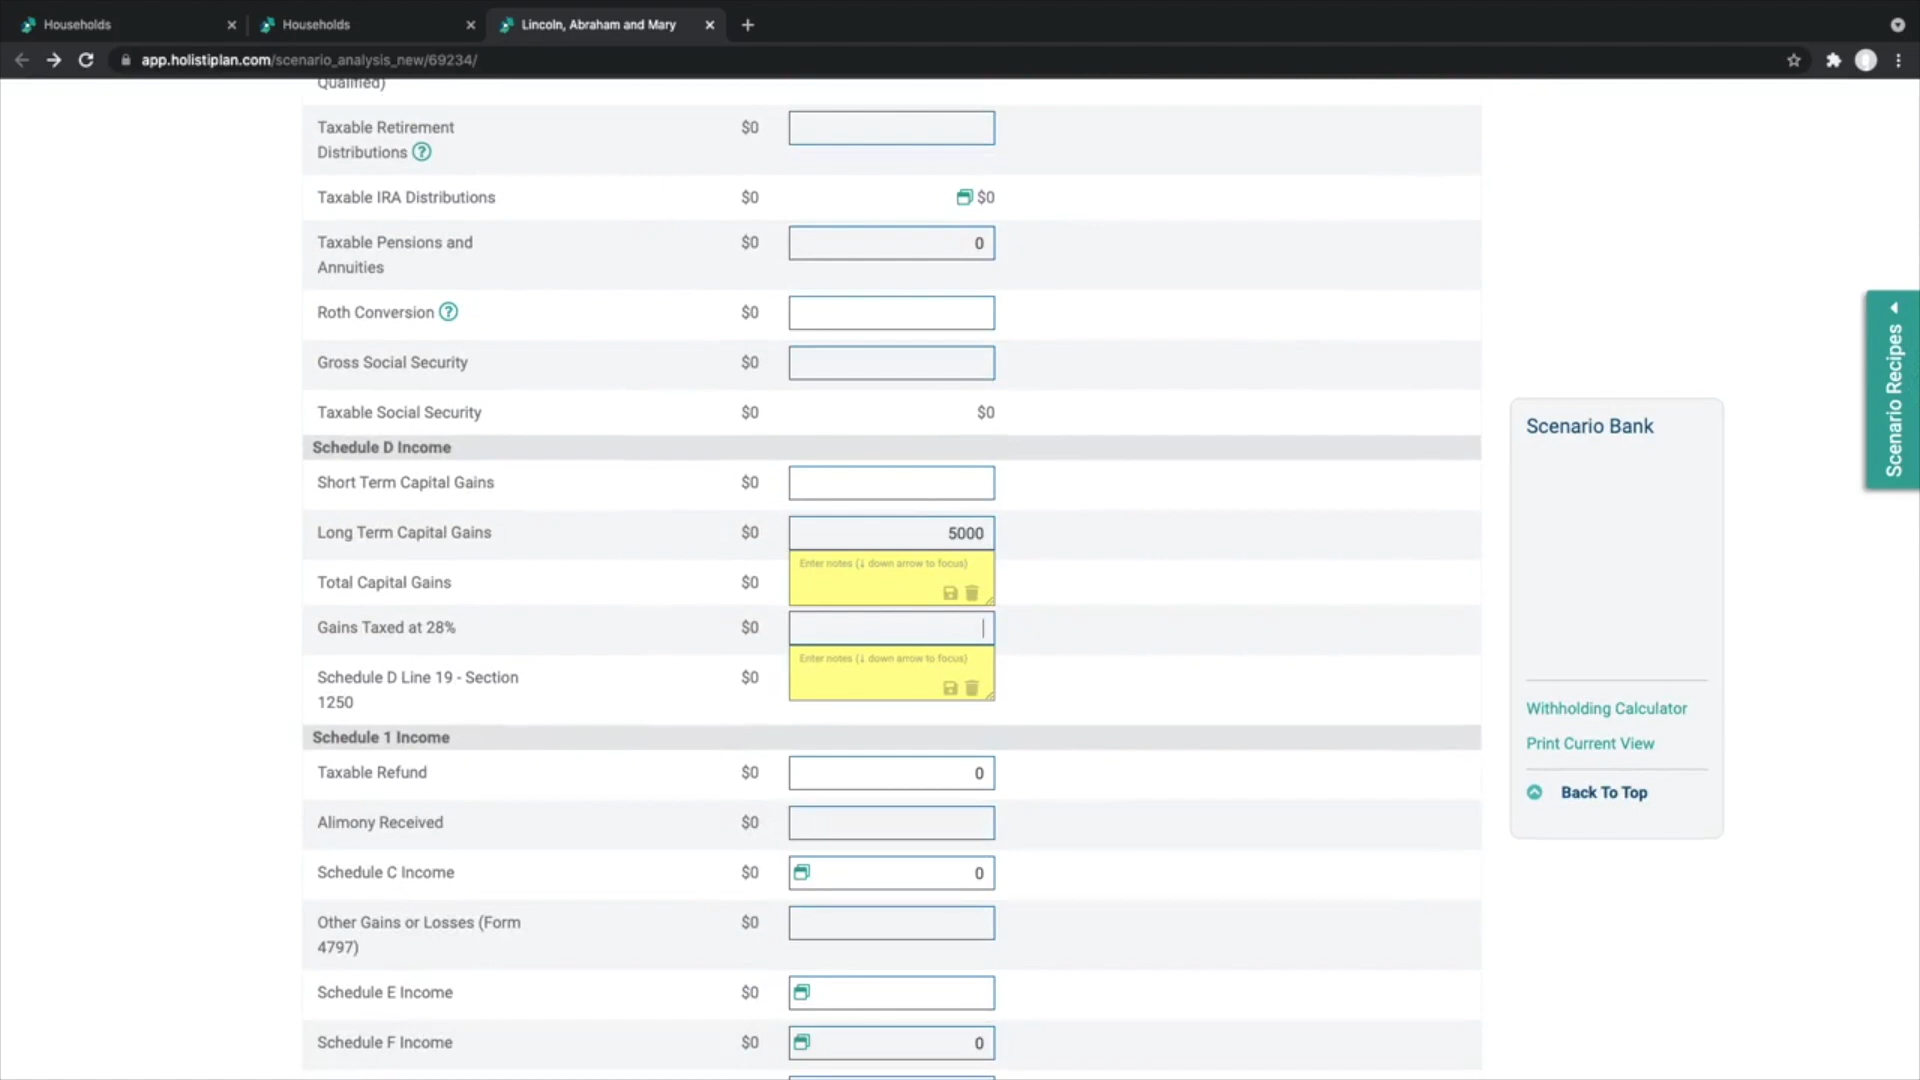 Households
Households
Lincoln, Abraham and Mary
app.holistiplan.com/scenario_analysis_new/69234/
Qualified)
Taxable Retirement
Distributions ? $0
Taxable IRA Distributions $0 $0
Taxable Pensions and
Annuities $0 0
Roth Conversion ? $0
Gross Social Security $0
Taxable Social Security $0 $0
Schedule D Income
Short Term Capital Gains $0
Long Term Capital Gains $0 5000
Enter notes (↓ down arrow to focus)
Total Capital Gains $0
Gains Taxed at 28% $0
Enter notes (↓ down arrow to focus)
Schedule D Line 19 - Section
1250 $0
Schedule 1 Income
Taxable Refund $0 0
Alimony Received $0
Schedule C Income $0 0
Other Gains or Losses (Form
4797) $0
Schedule E Income $0
Schedule F Income $0 0
Scenario Recipes
Scenario Bank
Withholding Calculator
Print Current View
Back To Top